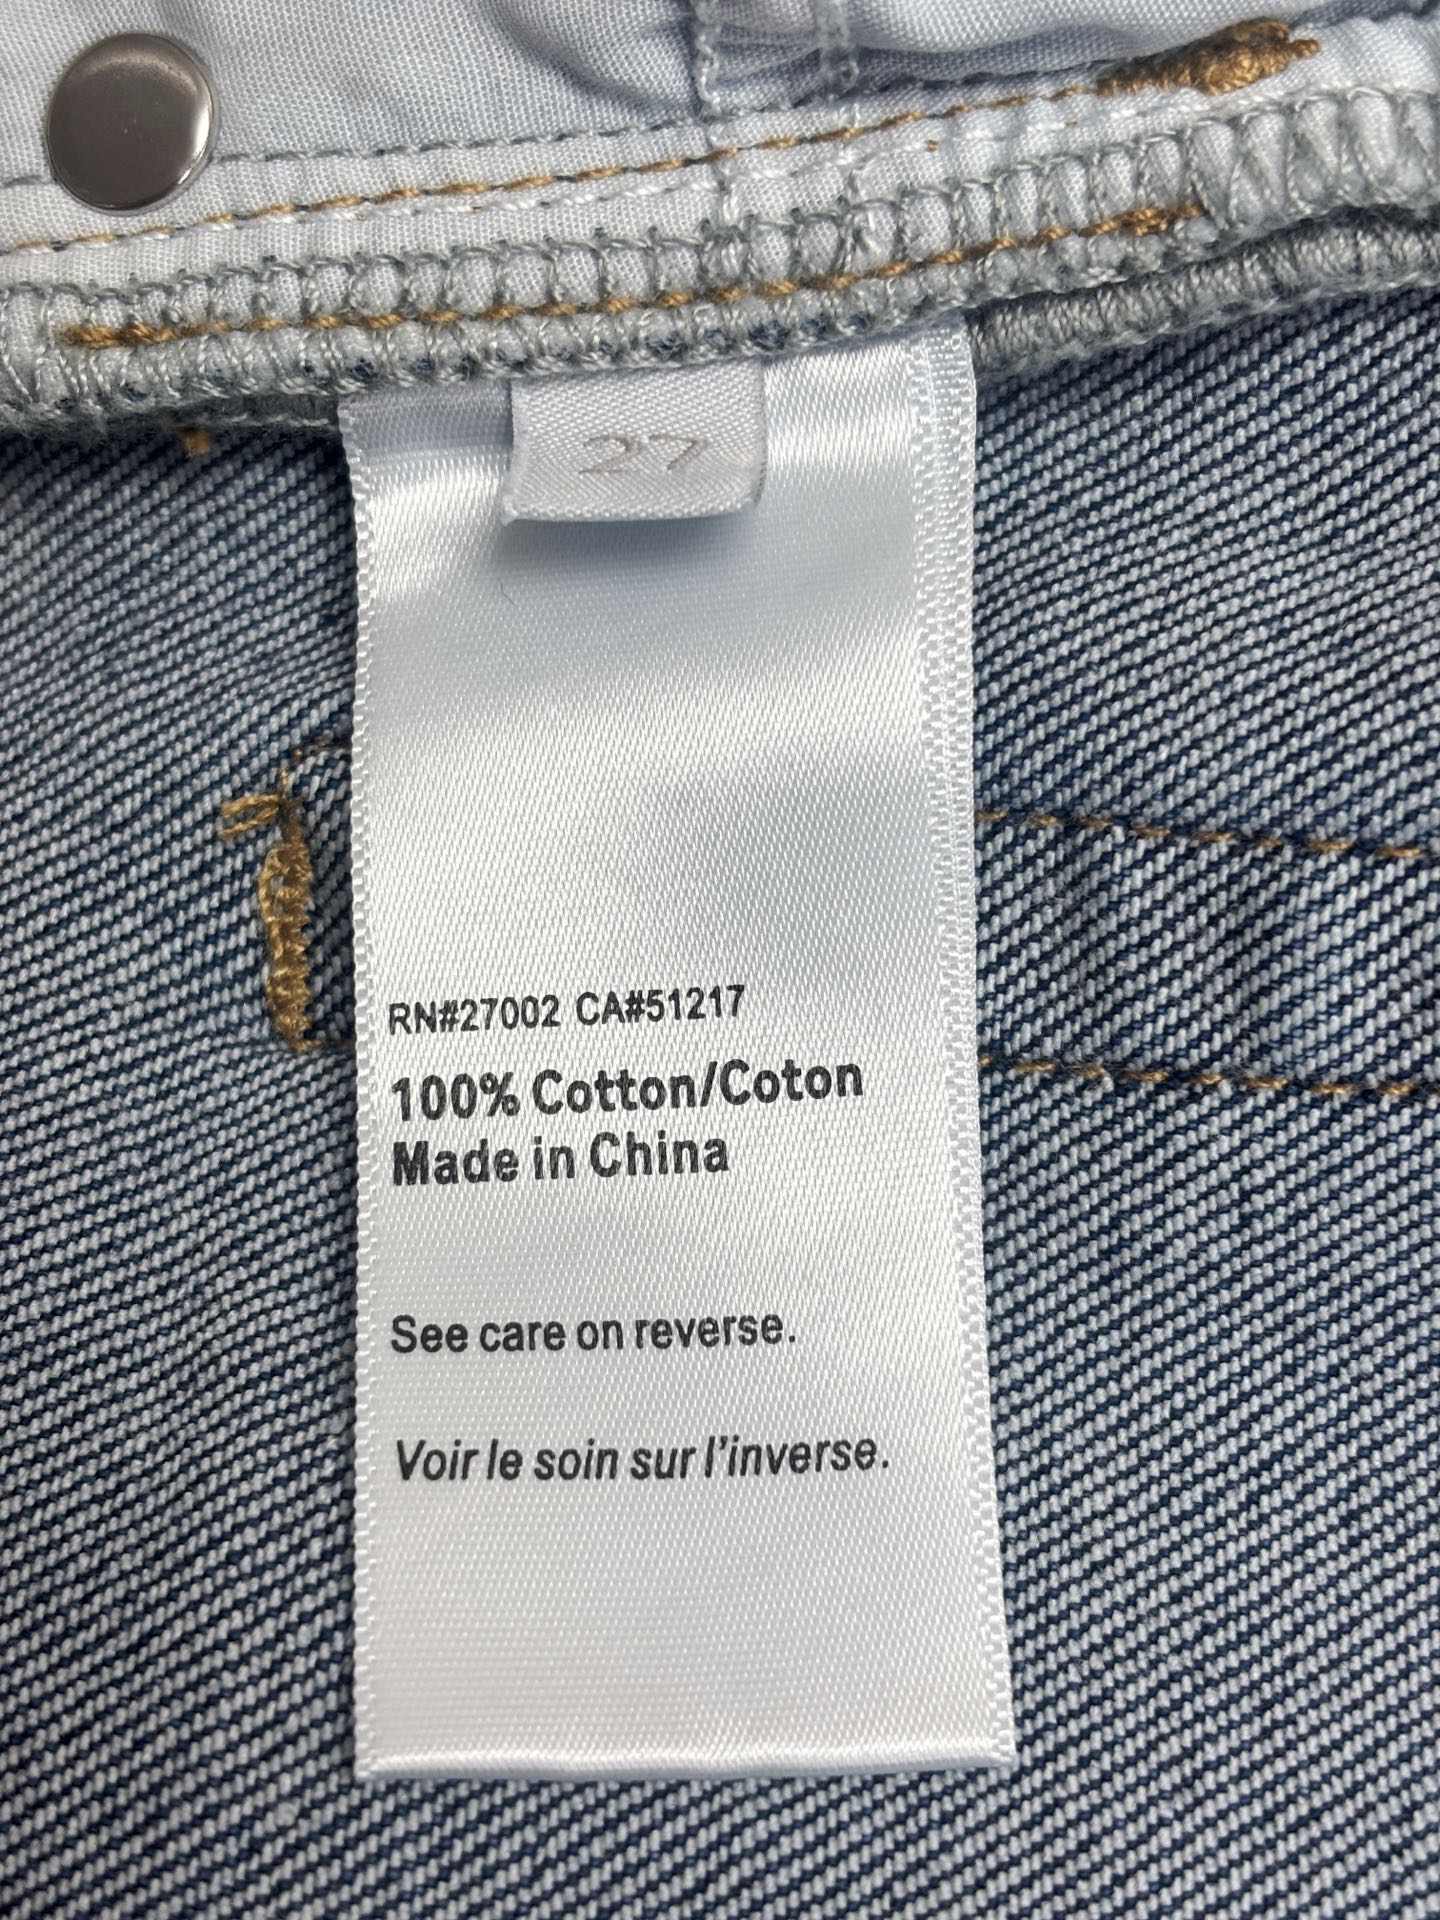 27
RN#27002 CA#51217
100% Cotton/Coton
Made in China
See care on reverse.
Voir le soin sur l’inverse.